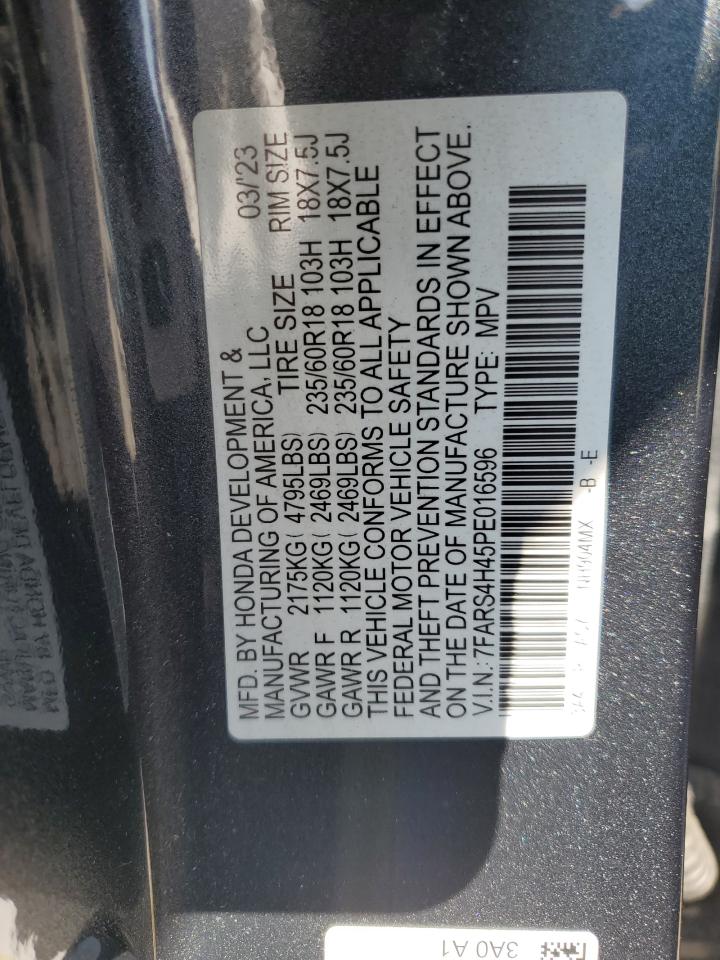 MFD. BY HONDA DEVELOPMENT & 03/'23
MANUFACTURING OF AMERICA, LLC
GVWR 2175KG( 4795LBS) TIRE SIZE RIM SIZE
GAWR F 1120KG( 2469LBS) 235/60R18 103H 18X7.5J
GAWR R 1120KG( 2469LBS) 235/60R18 103H 18X7.5J
THIS VEHICLE CONFORMS TO ALL APPLICABLE
FEDERAL MOTOR VEHICLE SAFETY
AND THEFT PREVENTION STANDARDS IN EFFECT
ON THE DATE OF MANUFACTURE SHOWN ABOVE.
V.I.N.: 7FARS4H45PE016596 TYPE: MPV
NH904MX -B -E
3A0 A1